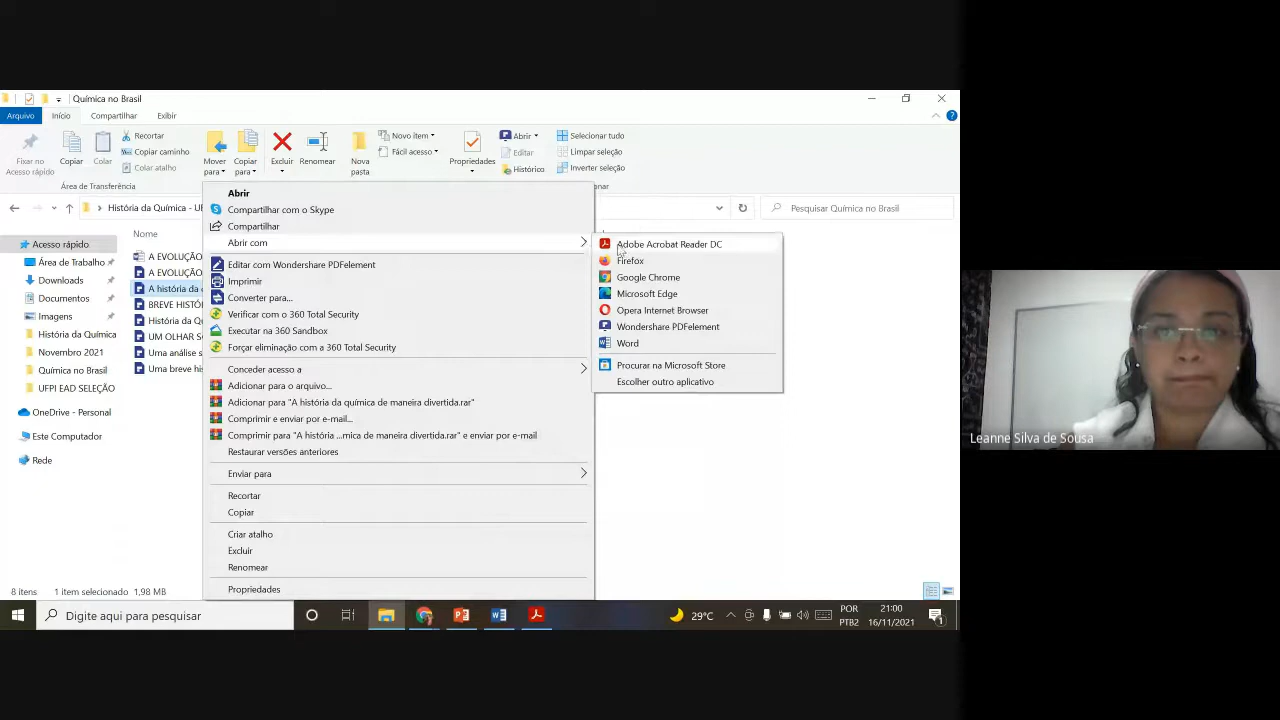 Química no Brasil
Arquivo Início Compartilhar Exibir
Fixar no Acesso rápido
Copiar
Colar
Recortar
Copiar caminho
Colar atalho
Área de Transferência
Mover para
Copiar para
Excluir
Renomear
Nova pasta
Novo item
Fácil acesso
Propriedades
Abrir
Editar
Histórico
Selecionar tudo
Limpar seleção
Inverter seleção
onar
História da Química - UF
Pesquisar Química no Brasil
Acesso rápido
Área de Trabalho
Downloads
Documentos
Imagens
História da Química
Novembro 2021
Química no Brasil
UFPI EAD SELEÇÃO
OneDrive - Personal
Este Computador
Rede
Nome
A EVOLUÇÃO
A EVOLUÇÃO
A história da q
BREVE HISTÓ
História da Qu
UM OLHAR S
Uma análise s
Uma breve his
Abrir
Compartilhar com o Skype
Compartilhar
Abrir com
Editar com Wondershare PDFelement
Imprimir
Converter para...
Verificar com o 360 Total Security
Executar na 360 Sandbox
Forçar eliminação com a 360 Total Security
Conceder acesso a
Adicionar para o arquivo...
Adicionar para "A história da química de maneira divertida.rar"
Comprimir e enviar por e-mail...
Comprimir para "A história ...mica de maneira divertida.rar" e enviar por e-mail
Restaurar versões anteriores
Enviar para
Recortar
Copiar
Criar atalho
Excluir
Renomear
Propriedades
Adobe Acrobat Reader DC
Firefox
Google Chrome
Microsoft Edge
Opera Internet Browser
Wondershare PDFelement
Word
Procurar na Microsoft Store
Escolher outro aplicativo
Leanne Silva de Sousa
8 itens 1 item selecionado 1,98 MB
Digite aqui para pesquisar
29°C
POR
PTB2
21:00
16/11/2021
1